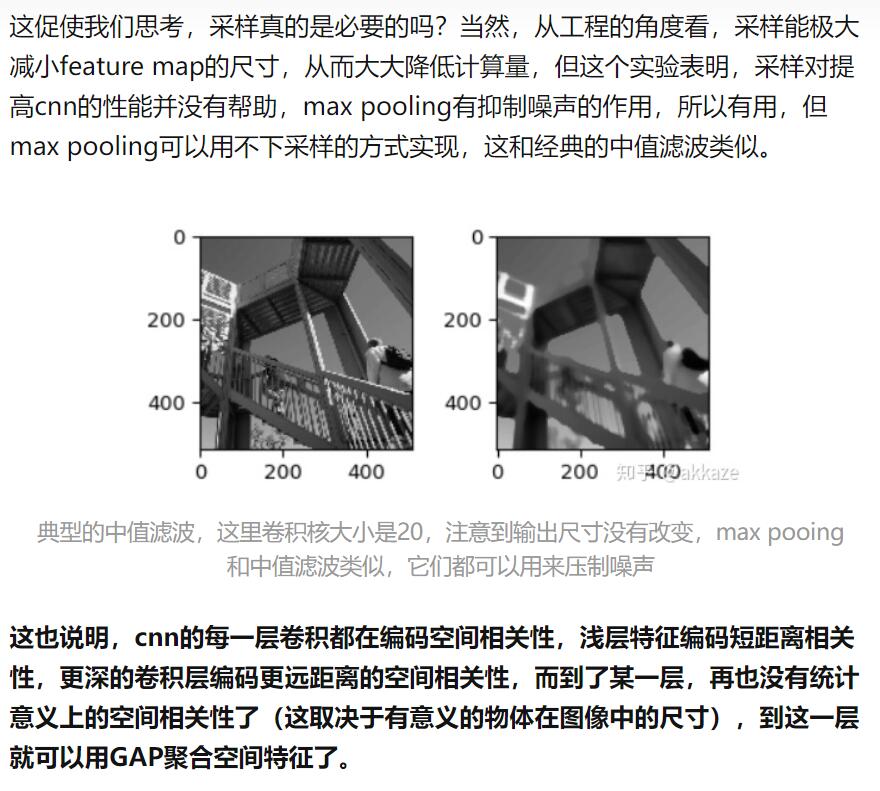 这促使我们思考，采样真的是必要的吗？当然，从工程的角度看，采样能极大
减小feature map的尺寸，从而大大降低计算量，但这个实验表明，采样对提
高cnn的性能并没有帮助，max pooling有抑制噪声的作用，所以有用，但
max pooling可以用不下采样的方式实现，这和经典的中值滤波类似。
0
200
400
0 200 400
0
200
400
0 200 400
知乎 @akkaze
典型的中值滤波，这里卷积核大小是20，注意到输出尺寸没有改变，max pooing
和中值滤波类似，它们都可以用来压制噪声
这也说明，cnn的每一层卷积都在编码空间相关性，浅层特征编码短距离相关
性，更深的卷积层编码更远距离的空间相关性，而到了某一层，再也没有统计
意义上的空间相关性了（这取决于有意义的物体在图像中的尺寸），到这一层
就可以用GAP聚合空间特征了。